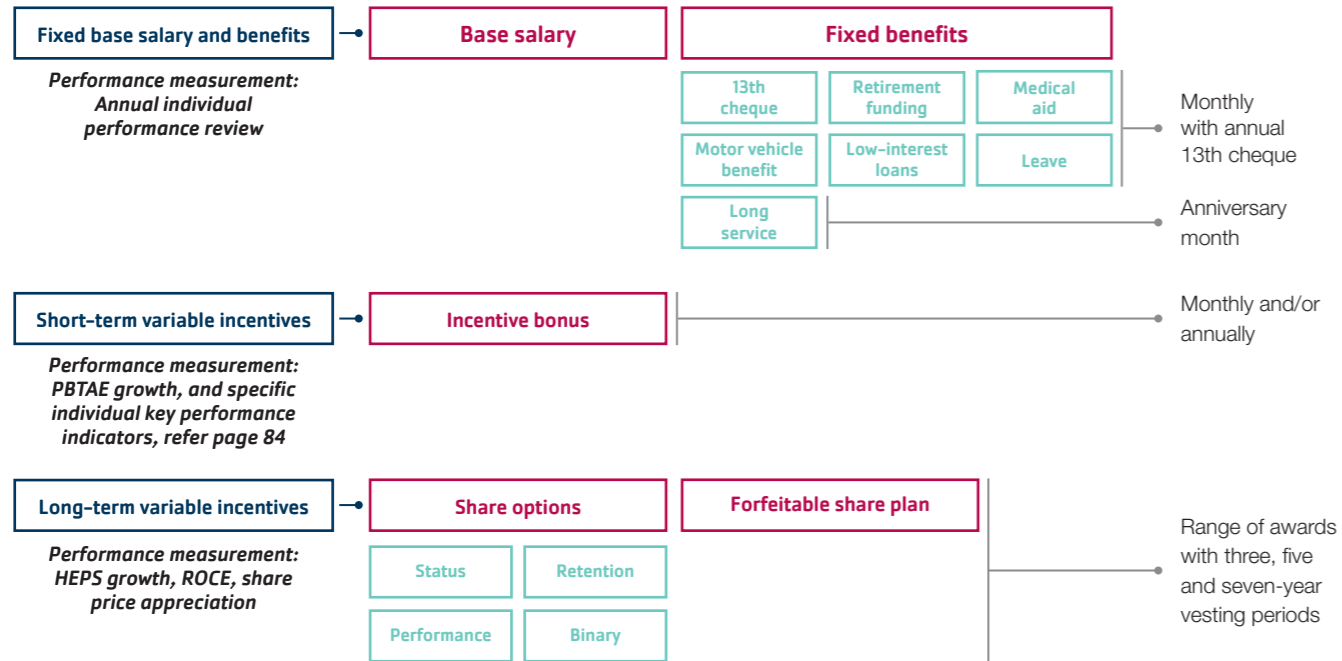 Fixed base salary and benefits
Base salary
Fixed benefits
Performance measurement:
Annual individual
performance review
13th
cheque
Retirement
funding
Medical
aid
Motor vehicle
benefit
Low-interest
loans
Leave
Monthly
with annual
13th cheque
Long
service
Anniversary
month
Short-term variable incentives
Incentive bonus
Monthly and/or
annually
Performance measurement:
PBTAE growth, and specific
individual key performance
indicators, refer page 84
Long-term variable incentives
Share options
Forfeitable share plan
Performance measurement:
HEPS growth, ROCE, share
price appreciation
Status
Retention
Performance
Binary
Range of awards
with three, five
and seven-year
vesting periods